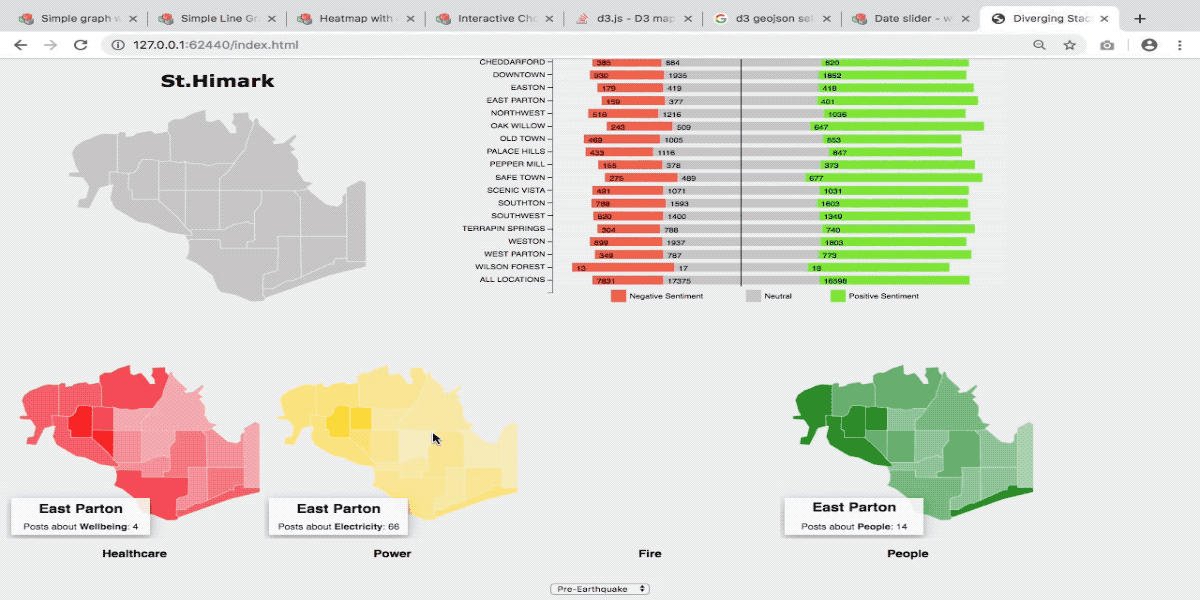 Simple graph w
Simple Line Gr
Heatmap with
Interactive Cho
d3.js - D3 map
d3 geojson sel
Date slider - w
Diverging Stac
127.0.0.1:62440/index.html
St.Himark
CHEDDARFORD 385 884 820
DOWNTOWN 930 1935 1852
EASTON 179 419 418
EAST PARTON 159 377 401
NORTHWEST 516 1216 1036
OAK WILLOW 243 509 647
OLD TOWN 469 1005 853
PALACE HILLS 433 1116 847
PEPPER MILL 155 378 373
SAFE TOWN 275 489 677
SCENIC VISTA 491 1071 1031
SOUTHTON 788 1593 1603
SOUTHWEST 620 1400 1349
TERRAPIN SPRINGS 304 788 740
WESTON 899 1937 1803
WEST PARTON 349 787 773
WILSON FOREST 13 17 18
ALL LOCATIONS 7831 17375 16598
Negative Sentiment Neutral Positive Sentiment
East Parton
Posts about Wellbeing: 4
East Parton
Posts about Electricity: 66
East Parton
Posts about People: 14
Healthcare Power Fire People
Pre-Earthquake